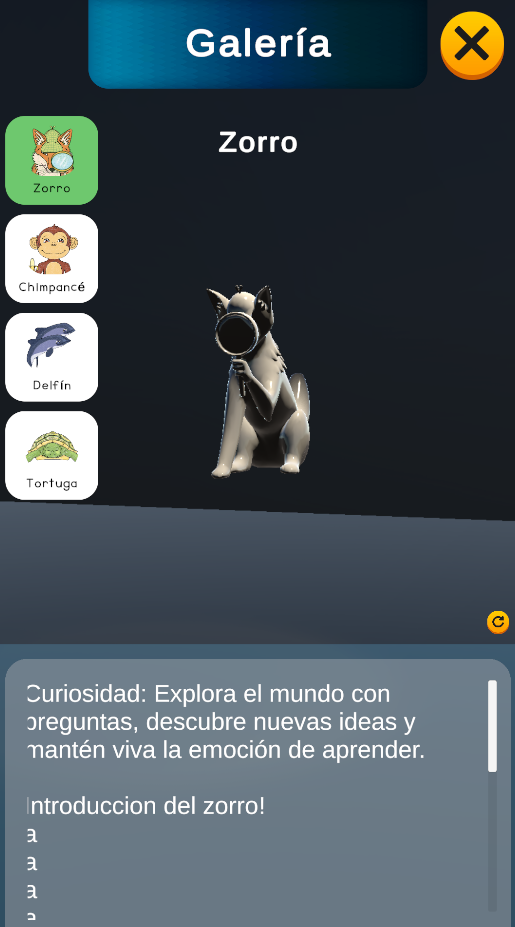 Galería
Zorro
Zorro
Chimpancé
Delfín
Tortuga
Curiosidad: Explora el mundo con
preguntas, descubre nuevas ideas y
mantén viva la emoción de aprender.
Introduccion del zorro!
a
a
a